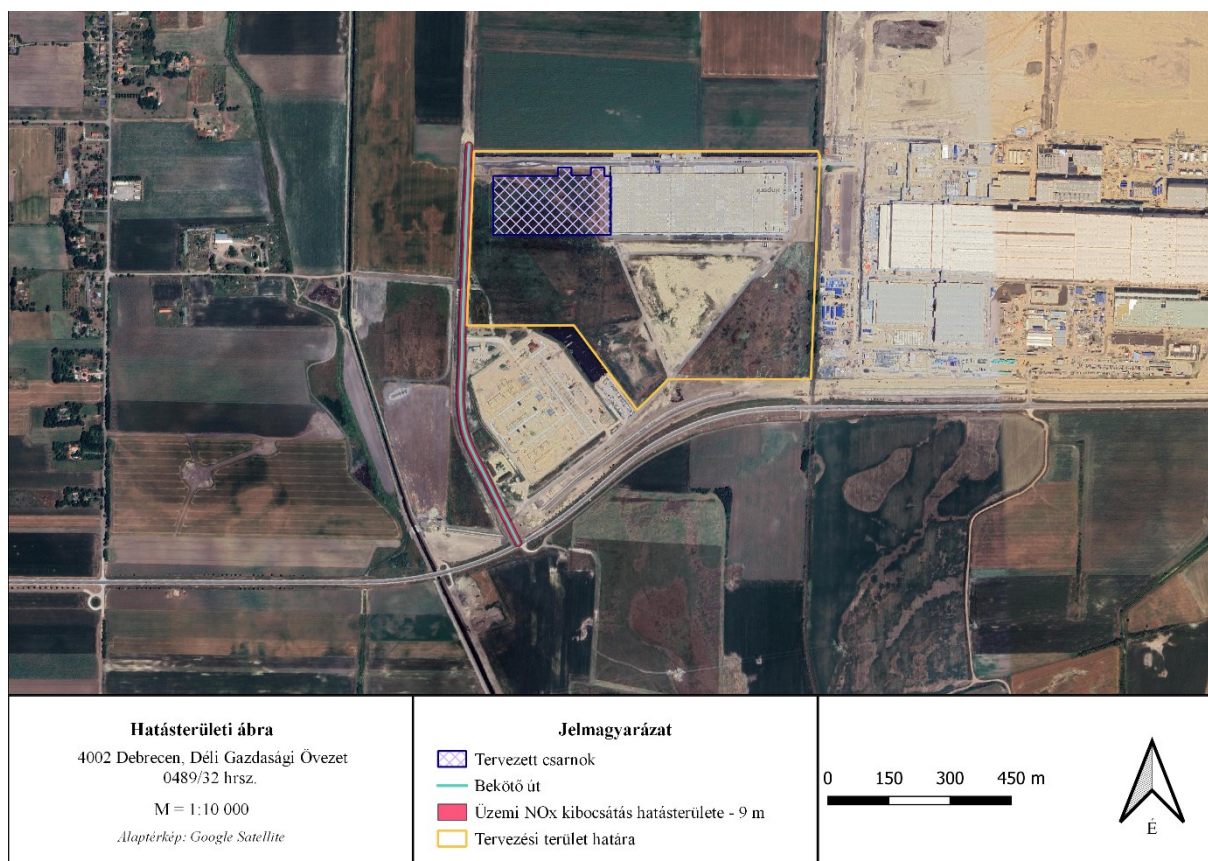 Hatásterületi ábra
4002 Debrecen, Déli Gazdasági Övezet
0489/32 hrsz.
M = 1:10 000
Alaptérkép: Google Satellite
Jelmagyarázat
Tervezett csarnok
Bekötő út
Üzemi NOx kibocsátás hatásterülete - 9 m
Tervezési terület határa
0 150 300 450 m
É